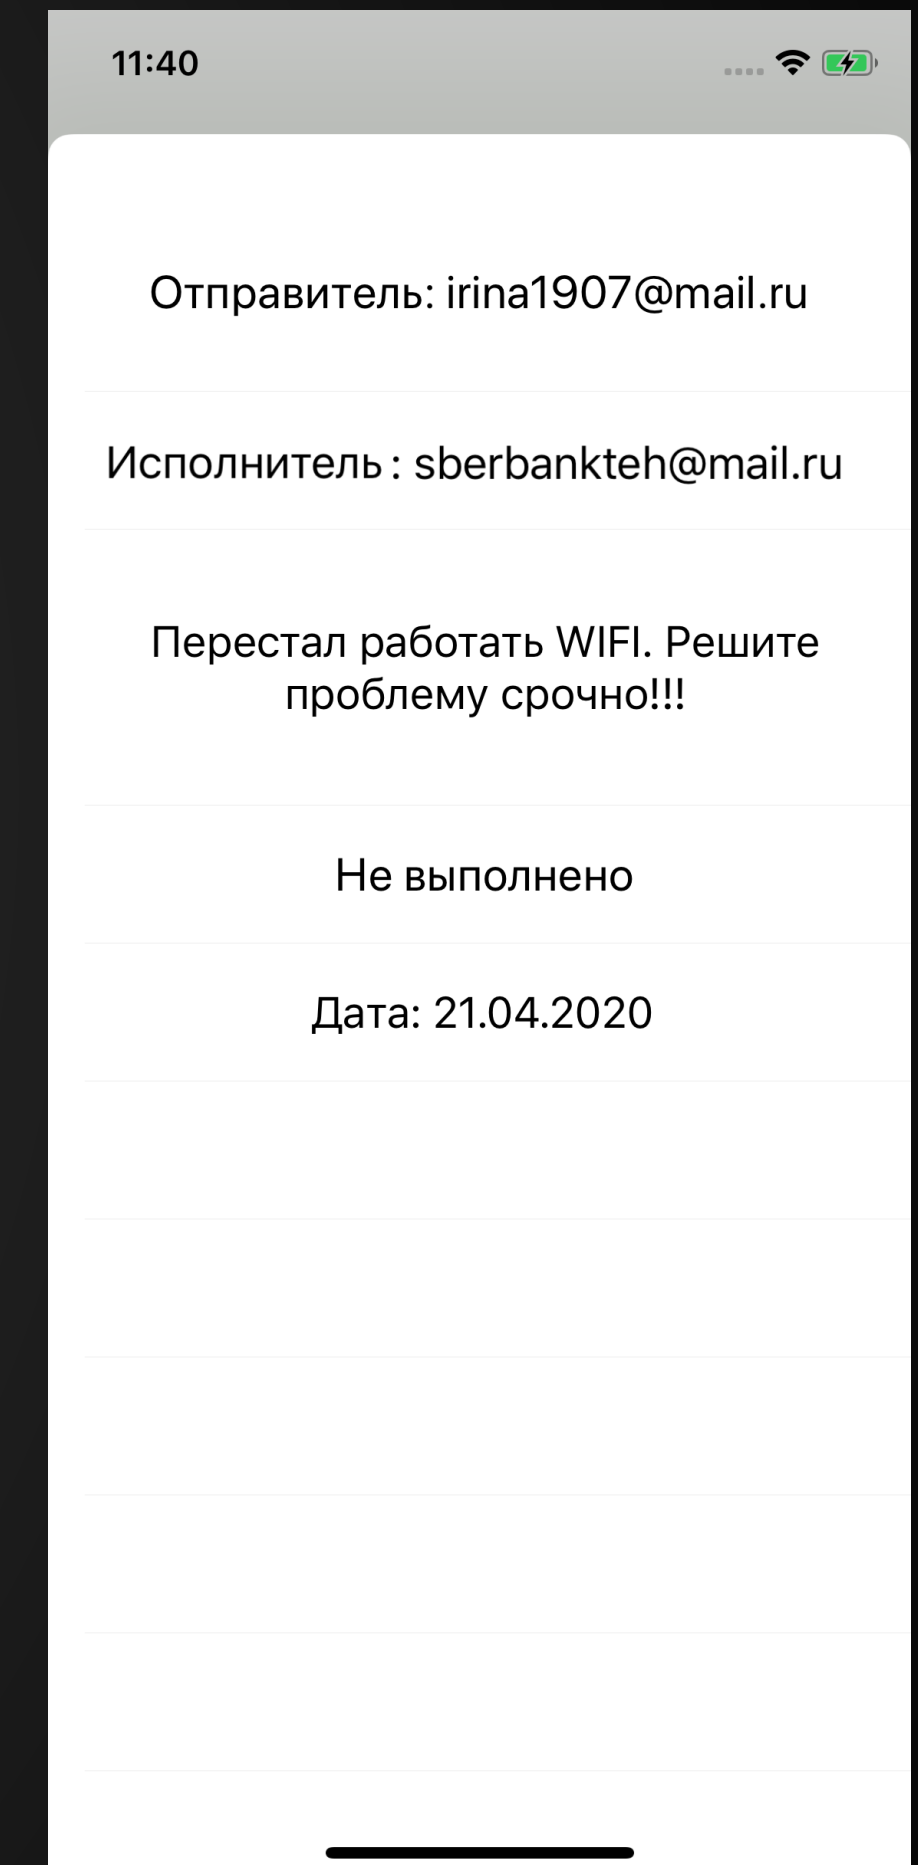 11:40
Отправитель: irina1907@mail.ru
Исполнитель : sberbankteh@mail.ru
Перестал работать WIFI. Решите
проблему срочно!!!
Не выполнено
Дата: 21.04.2020